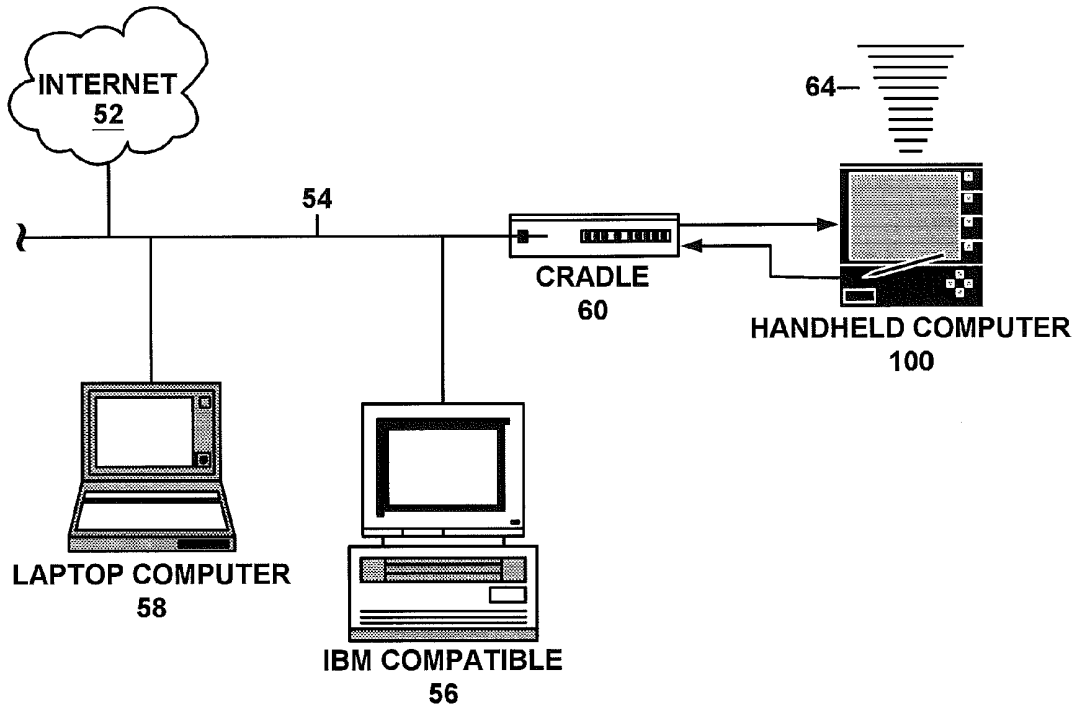 INTERNET
52
54
64
CRADLE
60
HANDHELD COMPUTER
100
LAPTOP COMPUTER
58
IBM COMPATIBLE
56